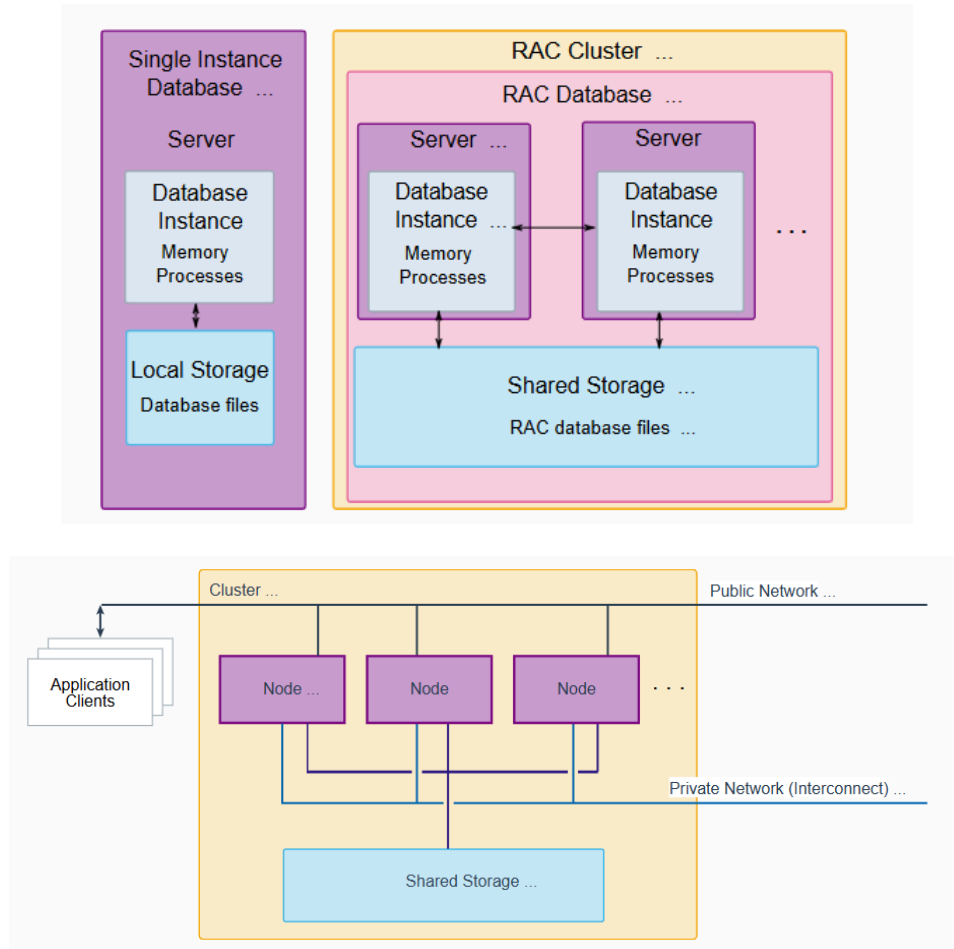 Single Instance
Database ...
Server
Database
Instance
Memory
Processes
Local Storage
Database files
RAC Cluster ...
RAC Database ...
Server ...
Database
Instance ...
Memory
Processes
Server
Database
Instance
Memory
Processes
...
Shared Storage ...
RAC database files ...
Cluster ...
Public Network ...
Application
Clients
Node ...
Node
Node
...
Private Network (Interconnect) ...
Shared Storage ...